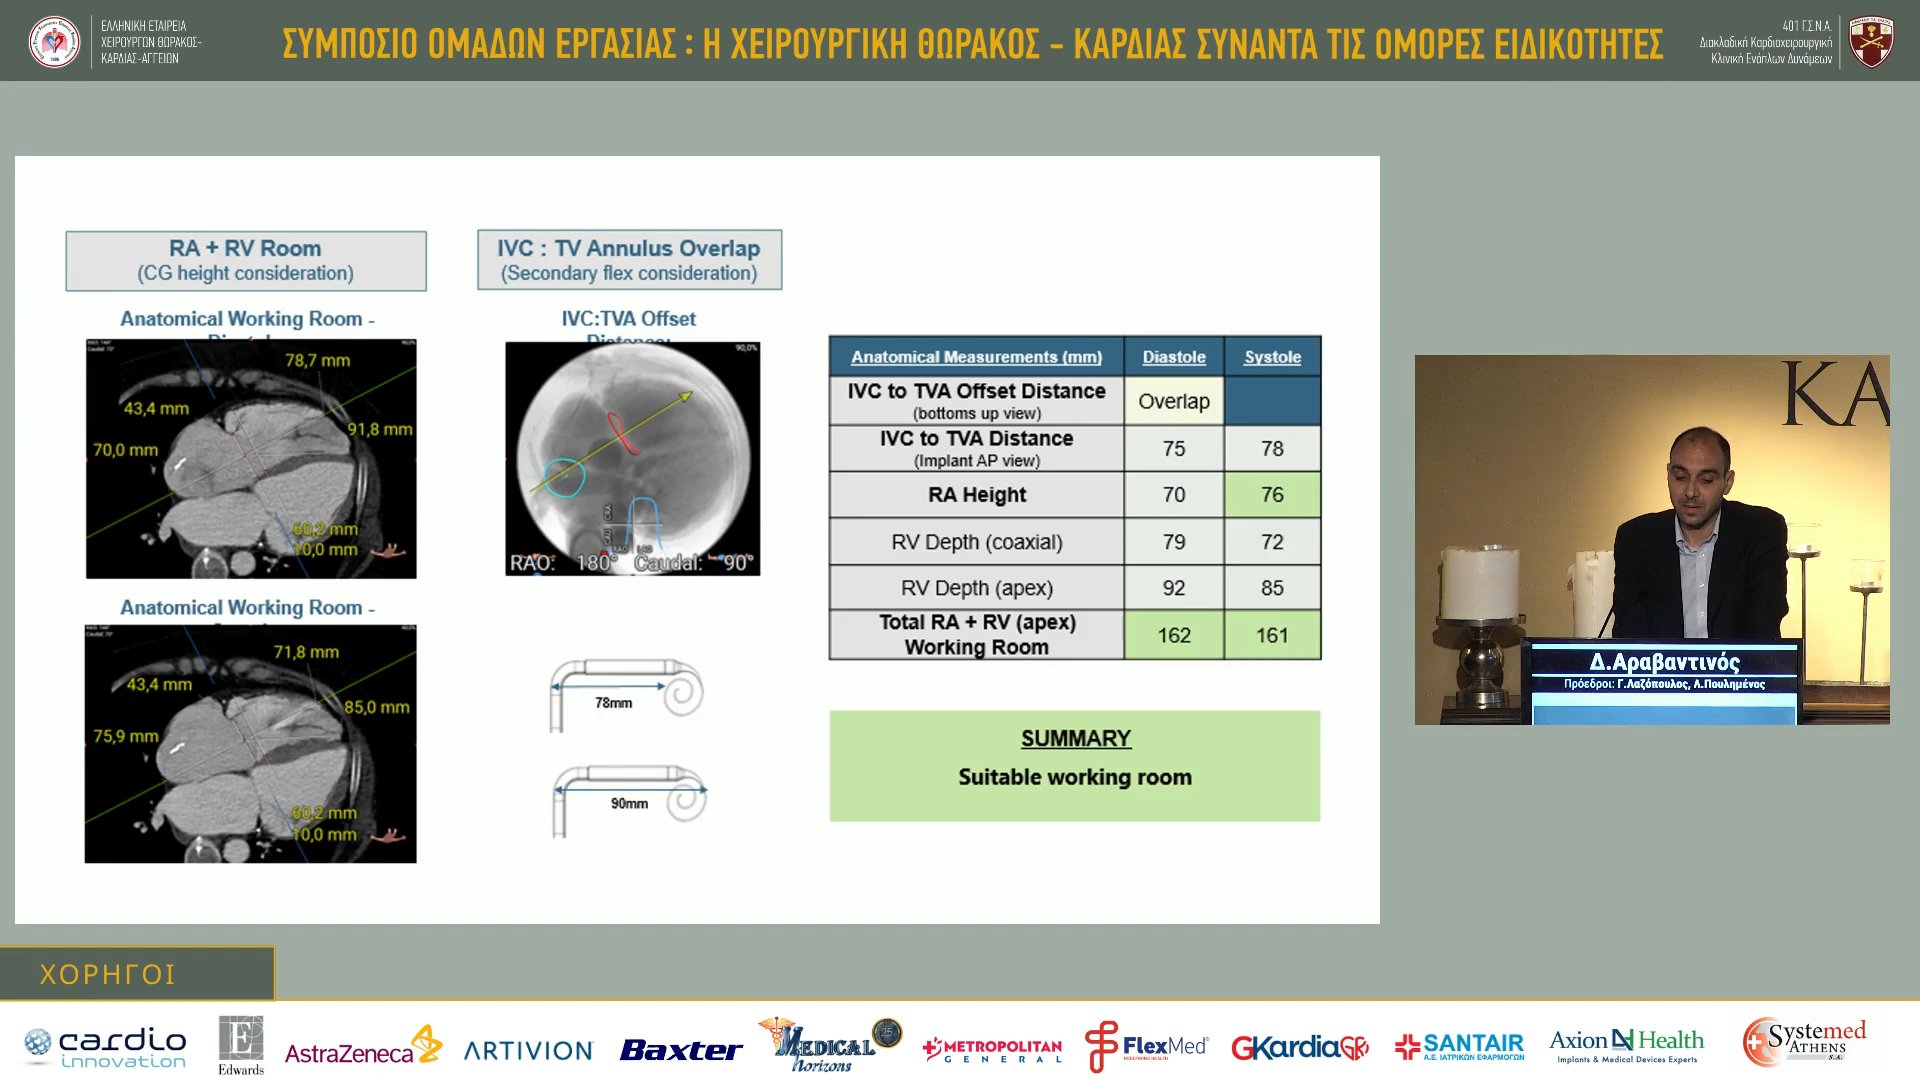 ΕΛΛΗΝΙΚΗ ΕΤΑΙΡΕΙΑ
ΧΕΙΡΟΥΡΓΩΝ ΘΩΡΑΚΟΣ-
ΚΑΡΔΙΑΣ-ΑΓΓΕΙΩΝ
ΣΥΜΠΟΣΙΟ ΟΜΑΔΩΝ ΕΡΓΑΣΙΑΣ : Η ΧΕΙΡΟΥΡΓΙΚΗ ΘΩΡΑΚΟΣ – ΚΑΡΔΙΑΣ ΣΥΝΑΝΤΑ ΤΙΣ ΟΜΟΡΕΣ ΕΙΔΙΚΟΤΗΤΕΣ
401 Γ.Σ.Ν.Α.
Διακλαδική Καρδιοχειρουργική
Κλινική Ενόπλων Δυνάμεων
RA + RV Room
(CG height consideration)
Anatomical Working Room -
78,7 mm
43,4 mm
91,8 mm
70,0 mm
60,2 mm
10,0 mm
Anatomical Working Room -
71,8 mm
43,4 mm
85,0 mm
75,9 mm
60,2 mm
10,0 mm
IVC : TV Annulus Overlap
(Secondary flex consideration)
IVC:TVA Offset
Distance:
90,0%
RAO: 180° Caudal: 90°
78mm
90mm
Anatomical Measurements (mm) Diastole Systole
IVC to TVA Offset Distance
(bottoms up view) Overlap
IVC to TVA Distance
(Implant AP view) 75 78
RA Height 70 76
RV Depth (coaxial) 79 72
RV Depth (apex) 92 85
Total RA + RV (apex)
Working Room 162 161
SUMMARY
Suitable working room
KA
Δ.Αραβαντινός
Πρόεδροι: Γ.Λαζόπουλος, Λ.Πουλημένος
ΧΟΡΗΓΟΙ
cardio
innovation
E
Edwards
AstraZeneca
ARTIVION
Baxter
MEDICAL
Horizons
METROPOLITAN
GENERAL
FlexMed
GKardiaGR
SANTAIR
Α.Ε. ΙΑΤΡΙΚΩΝ ΕΦΑΡΜΟΓΩΝ
Axion Health
Implants & Medical Devices Experts
Systemed
ATHENS
S.A.